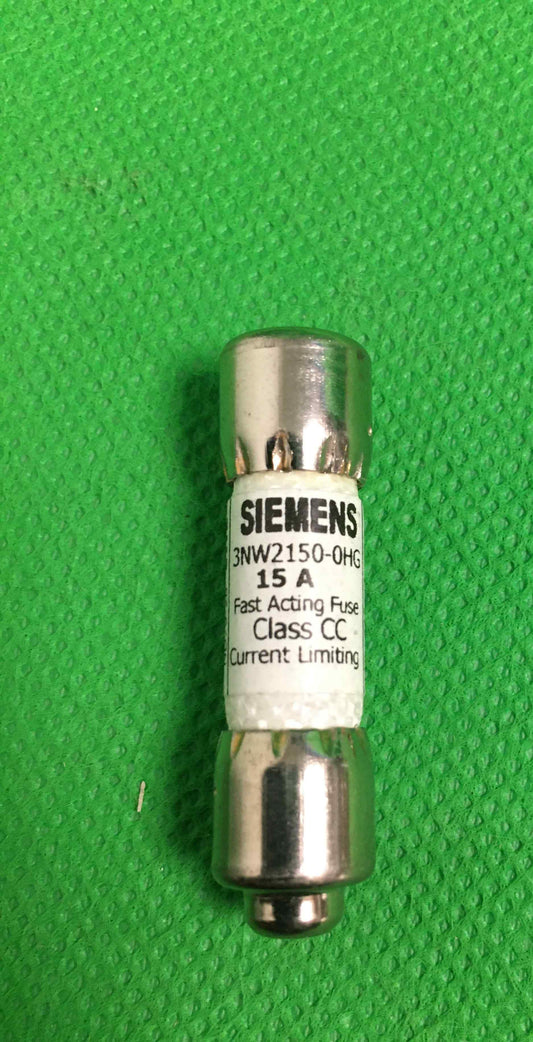 SIEMENS
3NW2150-0HG
15 A
Fast Acting Fuse
Class CC
Current Limiting